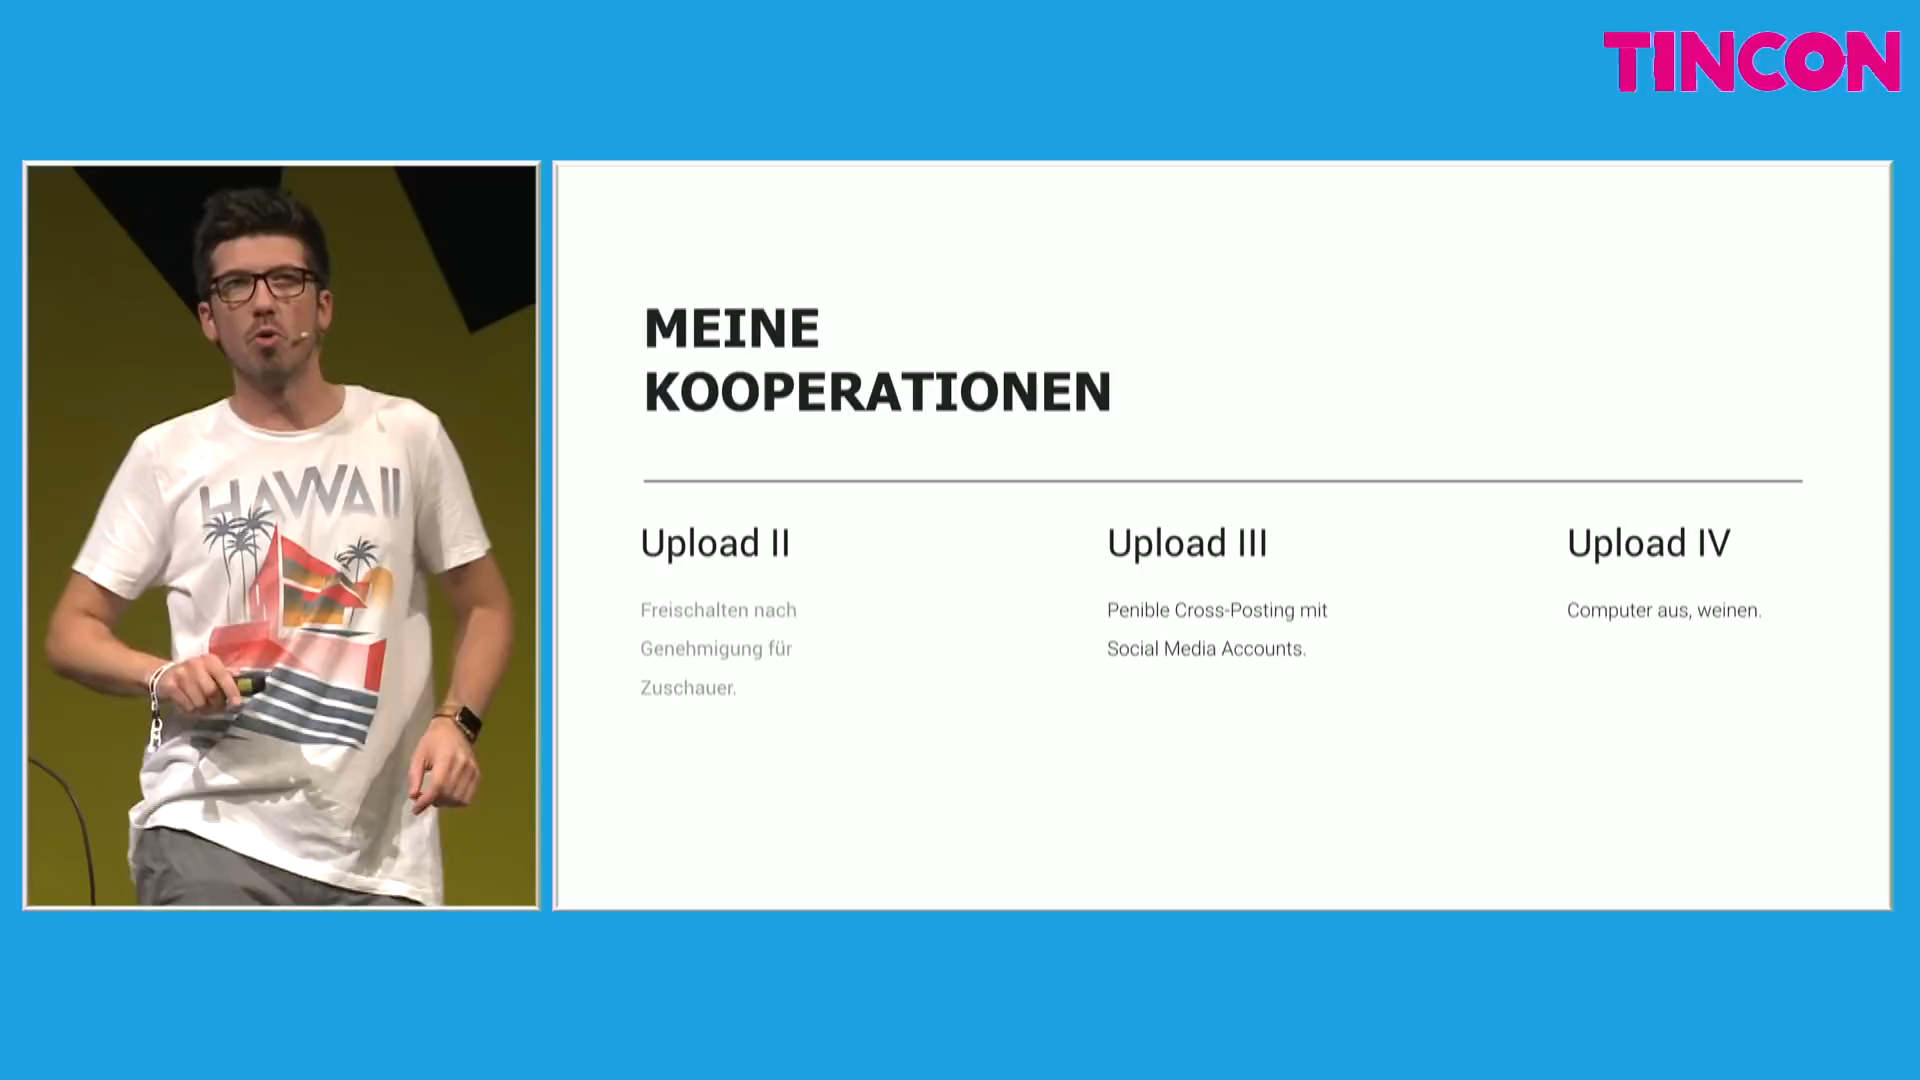 TINCON
HAWAII
MEINE
KOOPERATIONEN
Upload II
Freischalten nach
Genehmigung für
Zuschauer.
Upload III
Penible Cross-Posting mit
Social Media Accounts.
Upload IV
Computer aus, weinen.